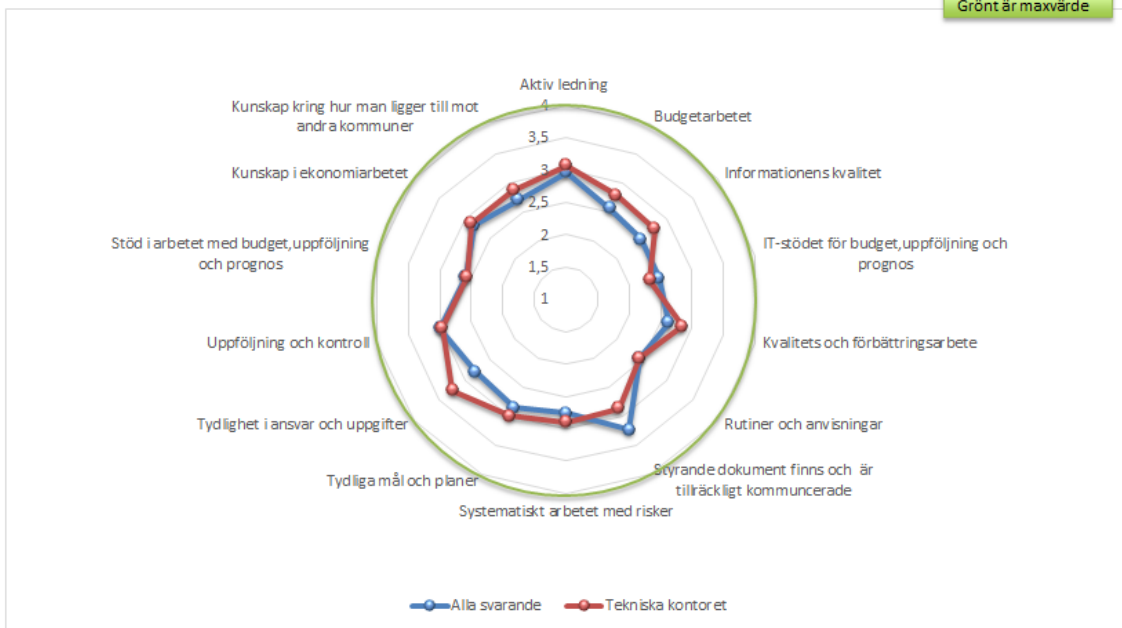 Grönt är maxvärde
Aktiv ledning
Budgetarbetet
Informationens kvalitet
IT-stödet för budget,uppföljning och
prognos
Kvalitets och förbättringsarbete
Rutiner och anvisningar
Styrande dokument finns och är
tillräckligt kommuncerade
Systematiskt arbetet med risker
Tydliga mål och planer
Tydlighet i ansvar och uppgifter
Uppföljning och kontroll
Stöd i arbetet med budget,uppföljning
och prognos
Kunskap i ekonomiarbetet
Kunskap kring hur man ligger till mot
andra kommuner
4
3,5
3
2,5
2
1,5
1
Alla svarande
Tekniska kontoret